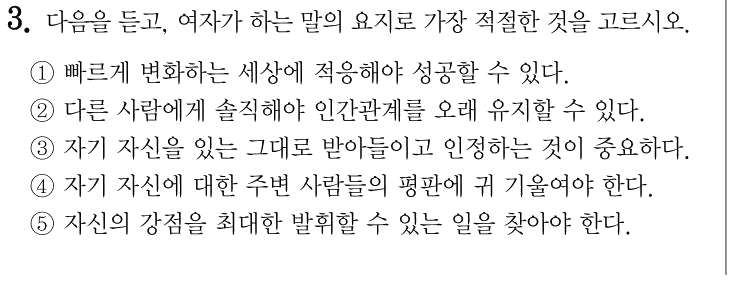 3. 다음을 듣고, 여자가 하는 말의 요지로 가장 적절한 것을 고르시오.
① 빠르게 변화하는 세상에 적응해야 성공할 수 있다.
② 다른 사람에게 솔직해야 인간관계를 오래 유지할 수 있다.
③ 자기 자신을 있는 그대로 받아들이고 인정하는 것이 중요하다.
④ 자기 자신에 대한 주변 사람들의 평판에 귀 기울여야 한다.
⑤ 자신의 강점을 최대한 발휘할 수 있는 일을 찾아야 한다.